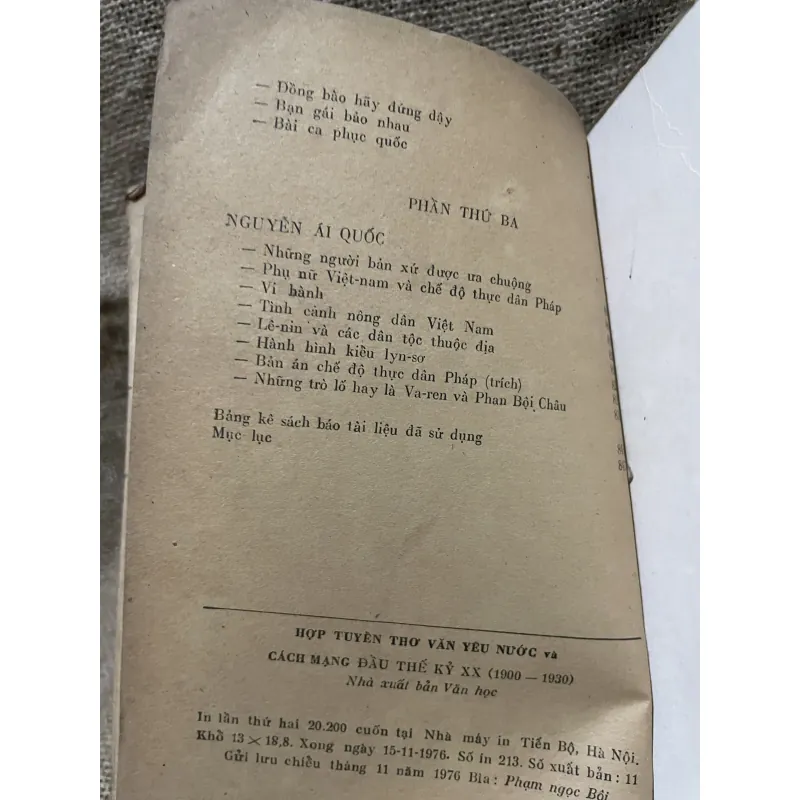 — Đồng bào hãy đứng dậy
— Bạn gái bảo nhau
— Bài ca phục quốc
PHẦN THỨ BA
NGUYỄN ÁI QUỐC
— Những người bản xứ được ưa chuộng
— Phụ nữ Việt-nam và chế độ thực dân Pháp
— Vi hành
— Tình cảnh nông dân Việt Nam
— Lê-nin và các dân tộc thuộc địa
— Hành hình kiểu lyn-sơ
— Bản án chế độ thực dân Pháp (trích)
— Những trò lố hay là Va-ren và Phan Bội Châu
Bảng kê sách báo tài liệu đã sử dụng
Mục lục
HỢP TUYỂN THƠ VĂN YÊU NƯỚC và
CÁCH MẠNG ĐẦU THẾ KỶ XX (1900 — 1930)
Nhà xuất bản Văn học
In lần thứ hai 20.200 cuốn tại Nhà máy in Tiến Bộ, Hà Nội.
Khổ 13 × 18,8. Xong ngày 15-11-1976. Số in 213. Số xuất bản: 11
Gửi lưu chiểu tháng 11 năm 1976 Bìa: Phạm ngọc Bôi